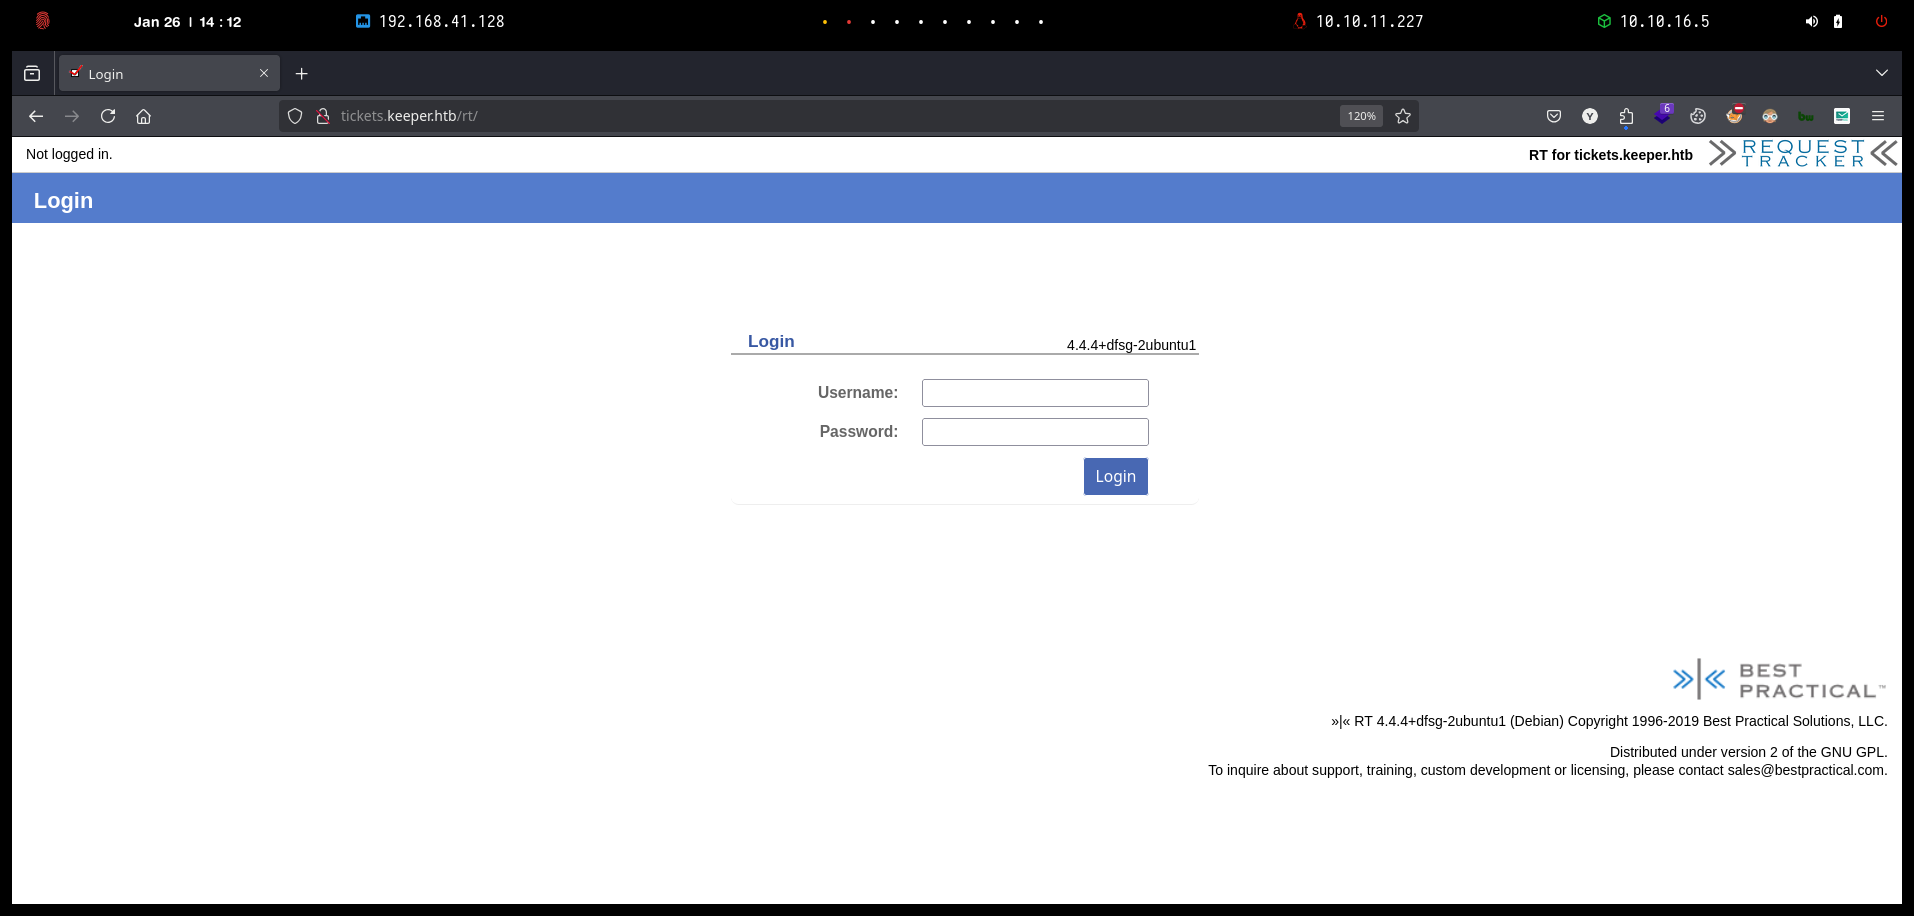 Jan 26 | 14:12 192.168.41.128 10.10.11.227 10.10.16.5
Login
tickets.keeper.htb/rt/ 120% Y 6 bw
Not logged in. RT for tickets.keeper.htb REQUEST TRACKER
Login
Login 4.4.4+dfsg-2ubuntu1
Username:
Password:
Login
BEST
PRACTICAL™
»|« RT 4.4.4+dfsg-2ubuntu1 (Debian) Copyright 1996-2019 Best Practical Solutions, LLC.
Distributed under version 2 of the GNU GPL.
To inquire about support, training, custom development or licensing, please contact sales@bestpractical.com.